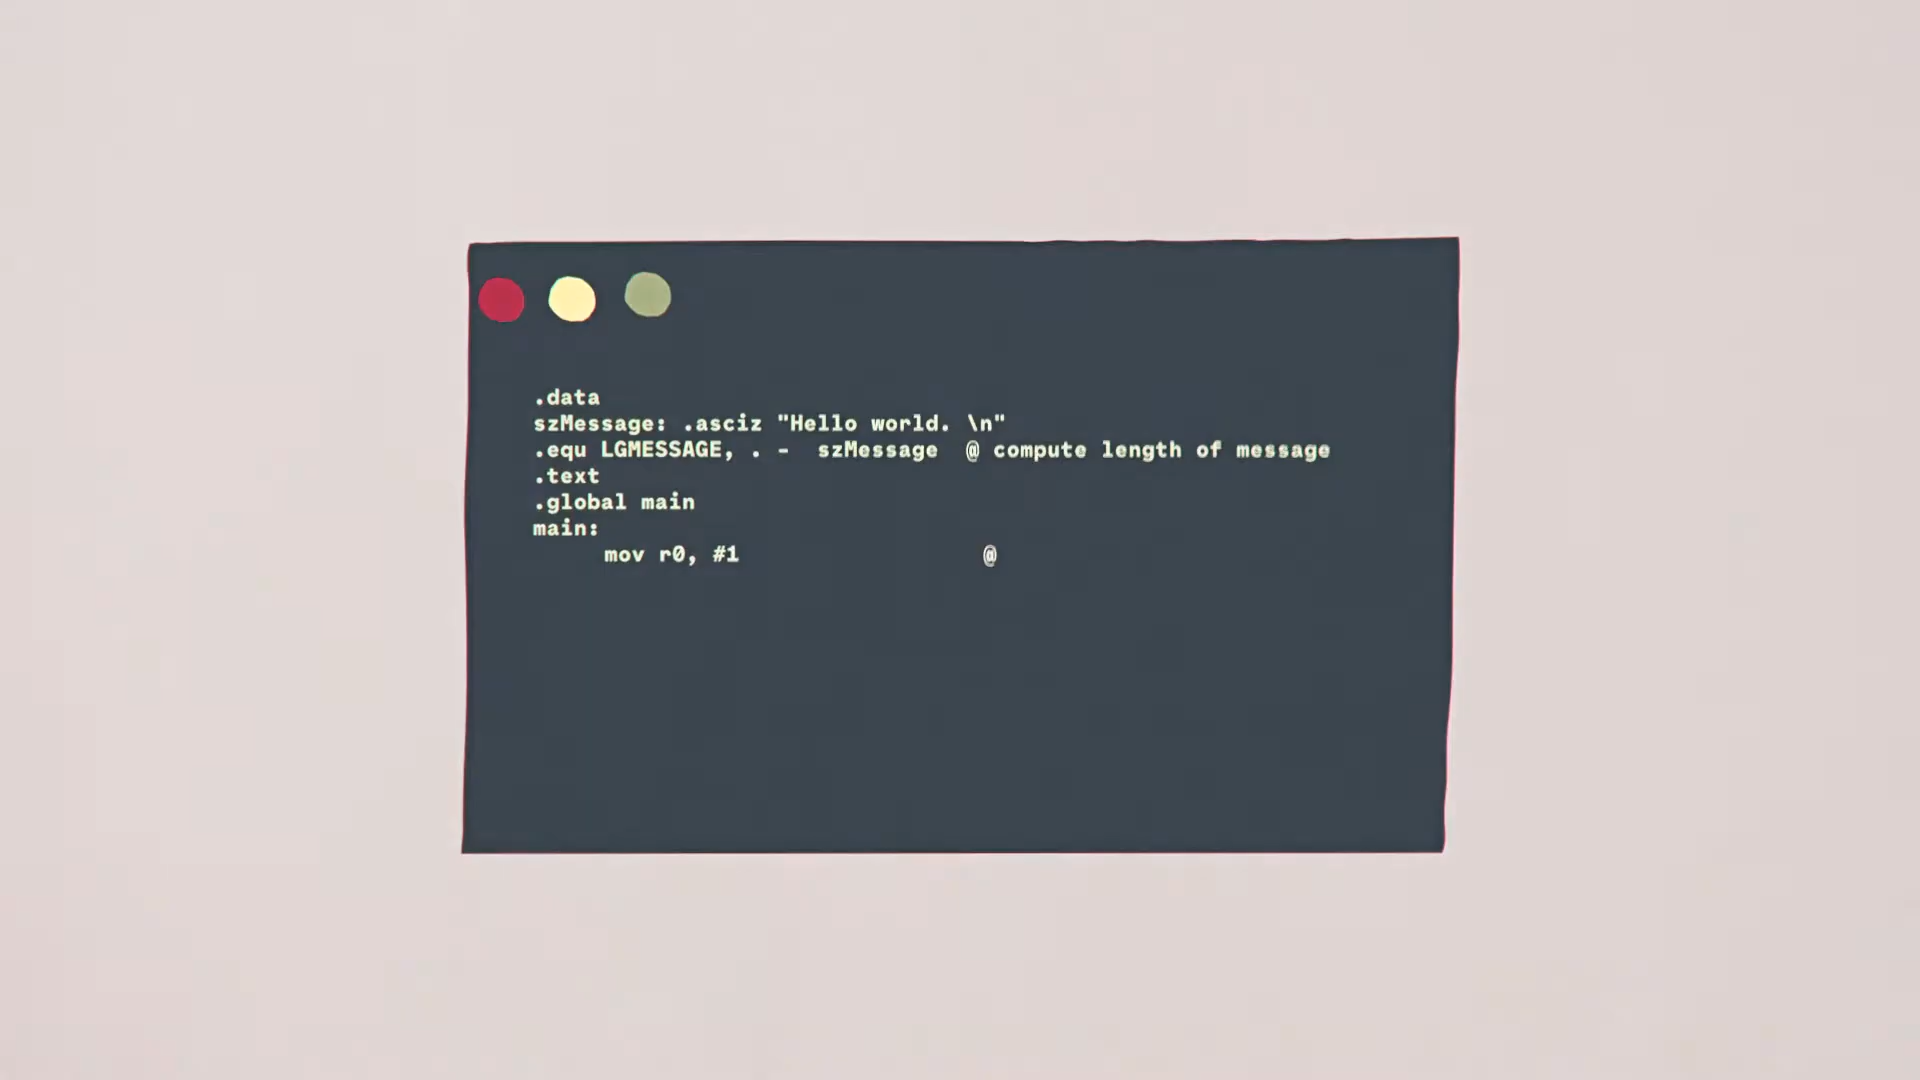 .data
szMessage: .asciz "Hello world. \n"
.equ LGMESSAGE, . -  szMessage  @ compute length of message
.text
.global main
main:
     mov r0, #1                  @